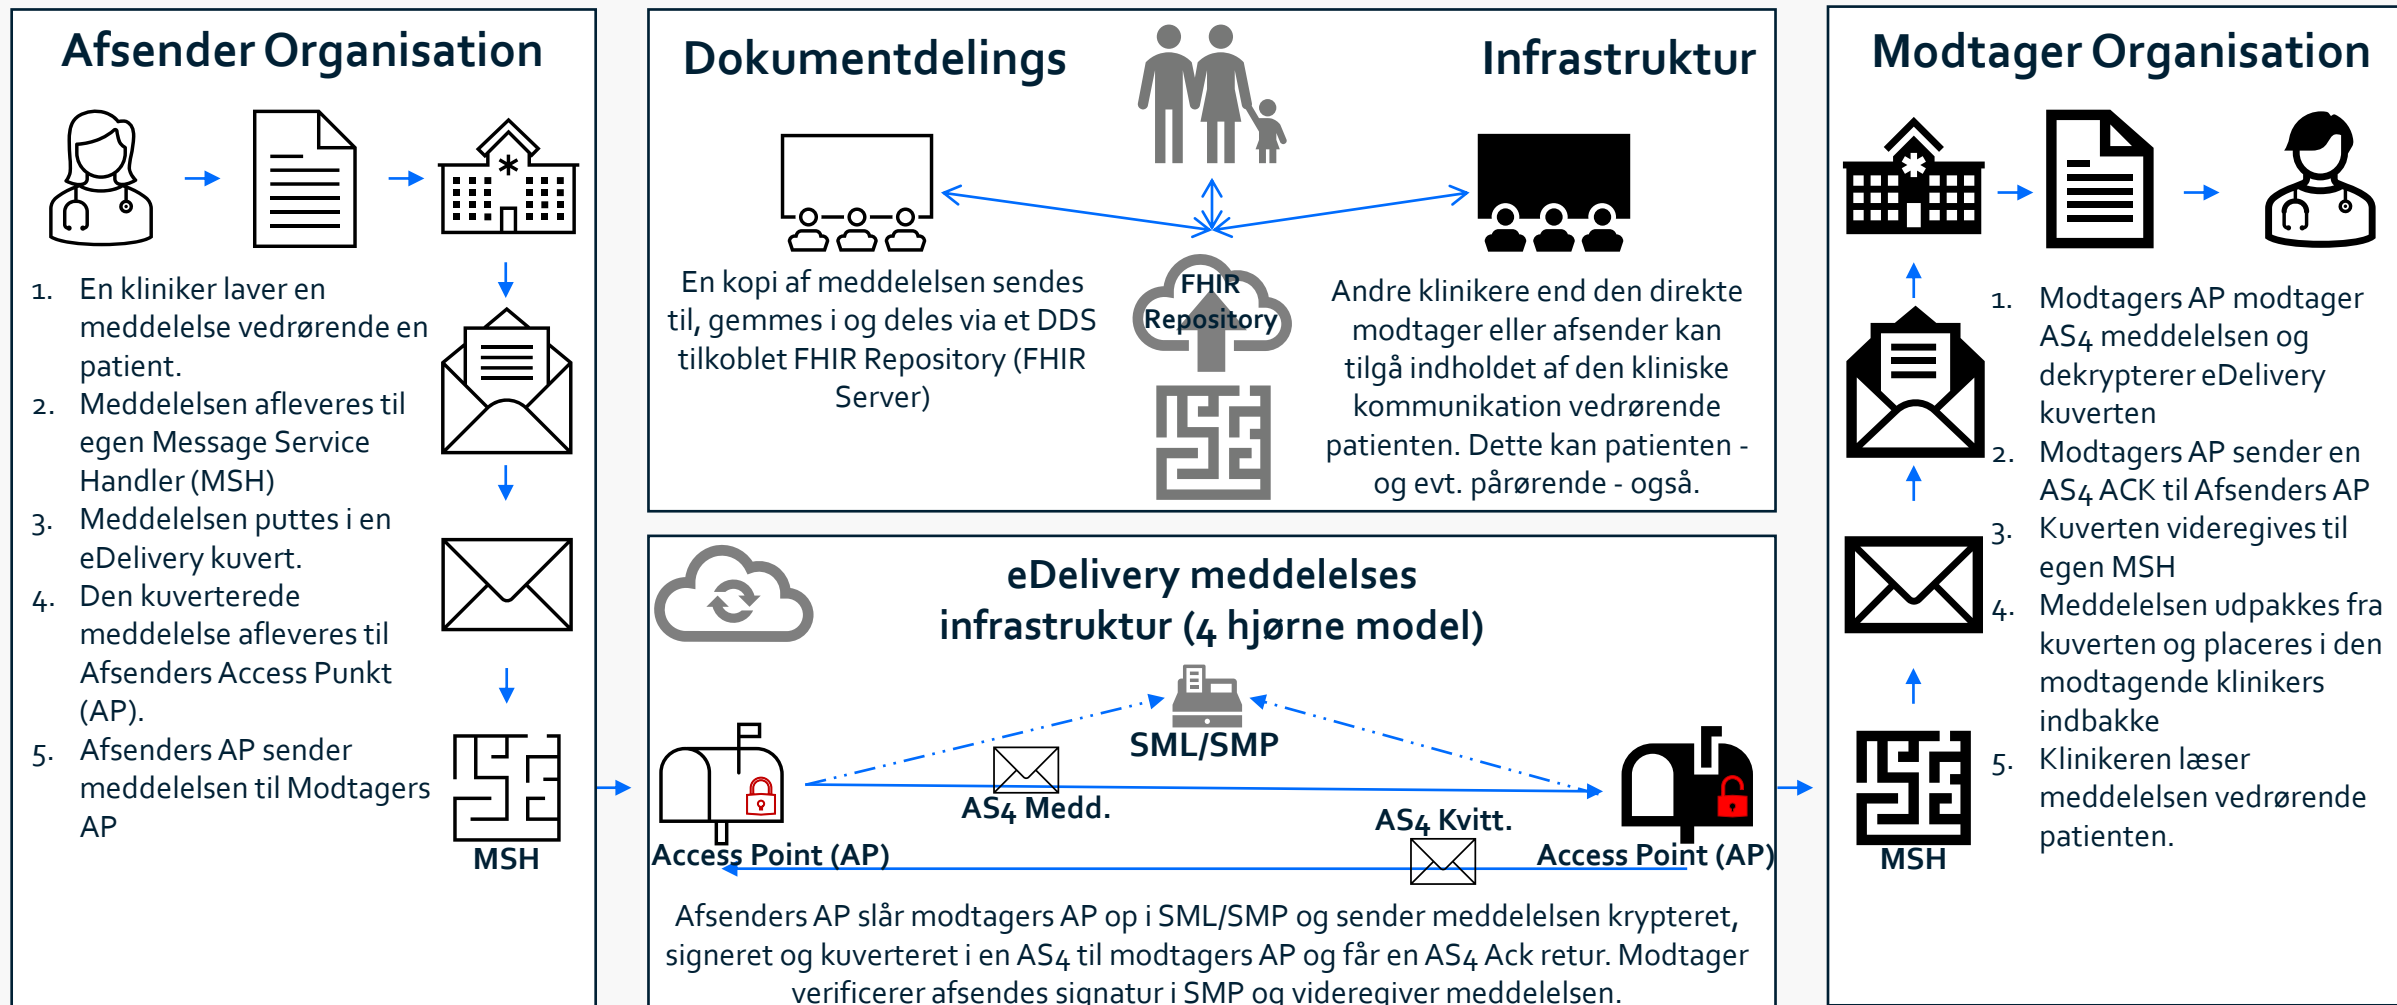 Afsender Organisation
1. En kliniker laver en
meddelelse vedrørende en
patient.
2. Meddelelsen afleveres til
egen Message Service
Handler (MSH)
3. Meddelelsen puttes i en
eDelivery kuvert.
4. Den kuverterede
meddelelse afleveres til
Afsenders Access Punkt
(AP).
5. Afsenders AP sender
meddelelsen til Modtagers
AP
MSH
Dokumentdelings Infrastruktur
En kopi af meddelelsen sendes
til, gemmes i og deles via et DDS
tilkoblet FHIR Repository (FHIR
Server)
FHIR
Repository
Andre klinikere end den direkte
modtager eller afsender kan
tilgå indholdet af den kliniske
kommunikation vedrørende
patienten. Dette kan patienten -
og evt. pårørende - også.
eDelivery meddelelses
infrastruktur (4 hjørne model)
SML/SMP
AS4 Medd.
AS4 Kvitt.
Access Point (AP)
Access Point (AP)
Afsenders AP slår modtagers AP op i SML/SMP og sender meddelelsen krypteret,
signeret og kuverteret i en AS4 til modtagers AP og får en AS4 Ack retur. Modtager
verificerer afsendes signatur i SMP og videregiver meddelelsen.
Modtager Organisation
1. Modtagers AP modtager
AS4 meddelelsen og
dekrypterer eDelivery
kuverten
2. Modtagers AP sender en
AS4 ACK til Afsenders AP
3. Kuverten videregives til
egen MSH
4. Meddelelsen udpakkes fra
kuverten og placeres i den
modtagende klinikers
indbakke
5. Klinikeren læser
meddelelsen vedrørende
patienten.
MSH